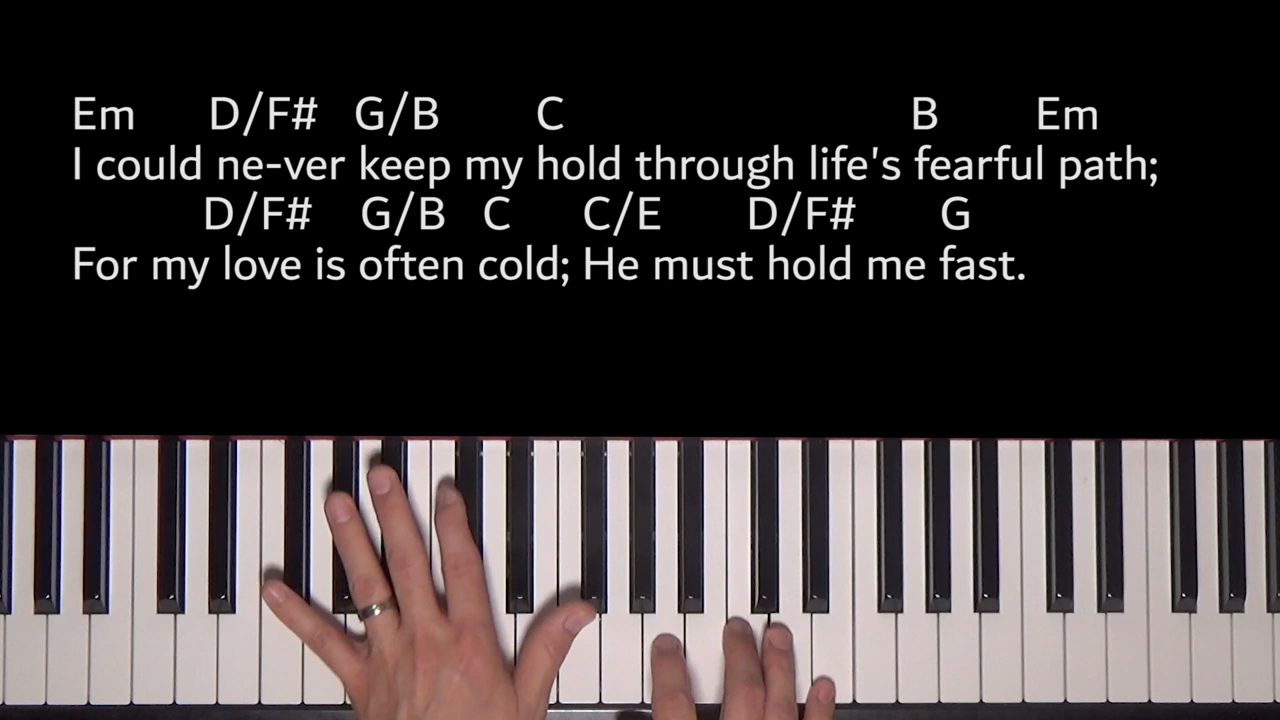 Em D/F# G/B C B Em
I could ne-ver keep my hold through life's fearful path;
D/F# G/B C C/E D/F# G
For my love is often cold; He must hold me fast.